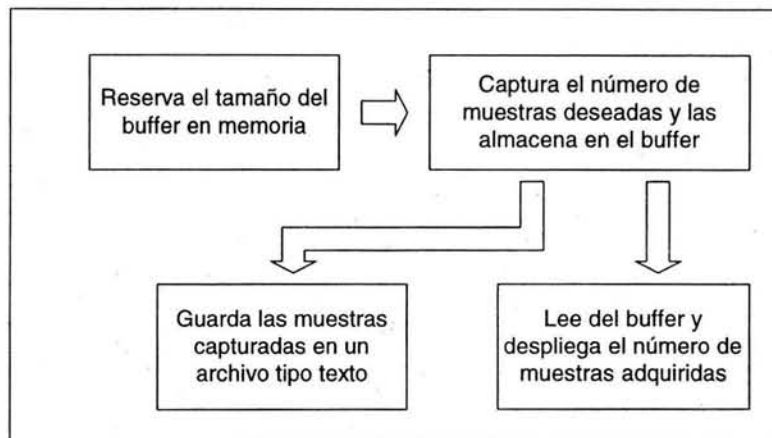 Reserva el tamaño del
buffer en memoria
Captura el número de
muestras deseadas y las
almacena en el buffer
Guarda las muestras
capturadas en un
archivo tipo texto
Lee del buffer y
despliega el número de
muestras adquiridas